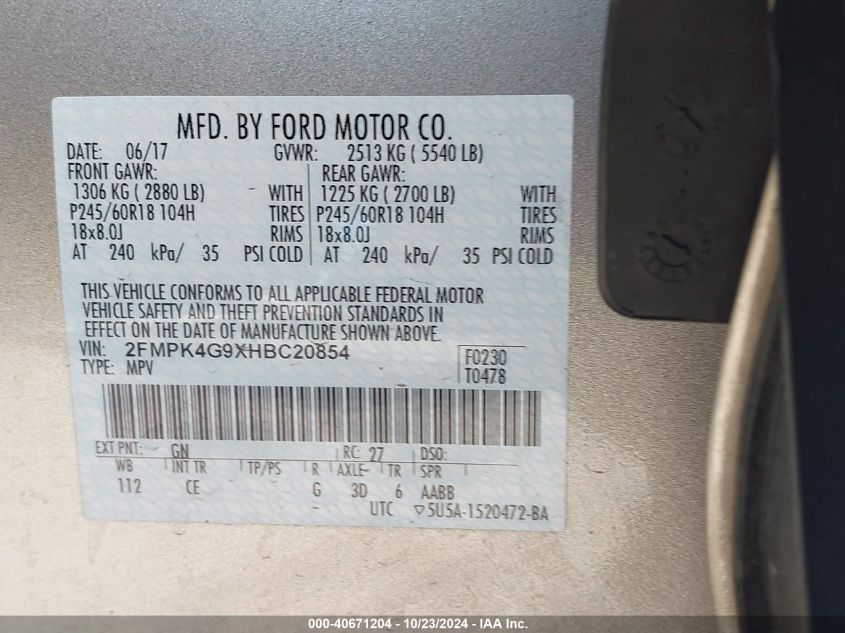 MFD. BY FORD MOTOR CO.
DATE: 06/17 GVWR: 2513 KG ( 5540 LB)
FRONT GAWR: REAR GAWR:
1306 KG ( 2880 LB) WITH 1225 KG ( 2700 LB) WITH
P245/60R18 104H TIRES P245/60R18 104H TIRES
18x8.0J RIMS 18x8.0J RIMS
AT 240 kPa/ 35 PSI COLD AT 240 kPa/ 35 PSI COLD
THIS VEHICLE CONFORMS TO ALL APPLICABLE FEDERAL MOTOR
VEHICLE SAFETY AND THEFT PREVENTION STANDARDS IN
EFFECT ON THE DATE OF MANUFACTURE SHOWN ABOVE.
VIN: 2FMPK4G9XHBC20854 F0230
TYPE: MPV T0478
EXT PNT: GN RC: 27 DSO:
WB INT TR TP/PS R AXLE TR SPR
112 CE G 3D 6 AABB
UTC ▽5U5A-1520472-BA
000-40671204 - 10/23/2024 - IAA Inc.